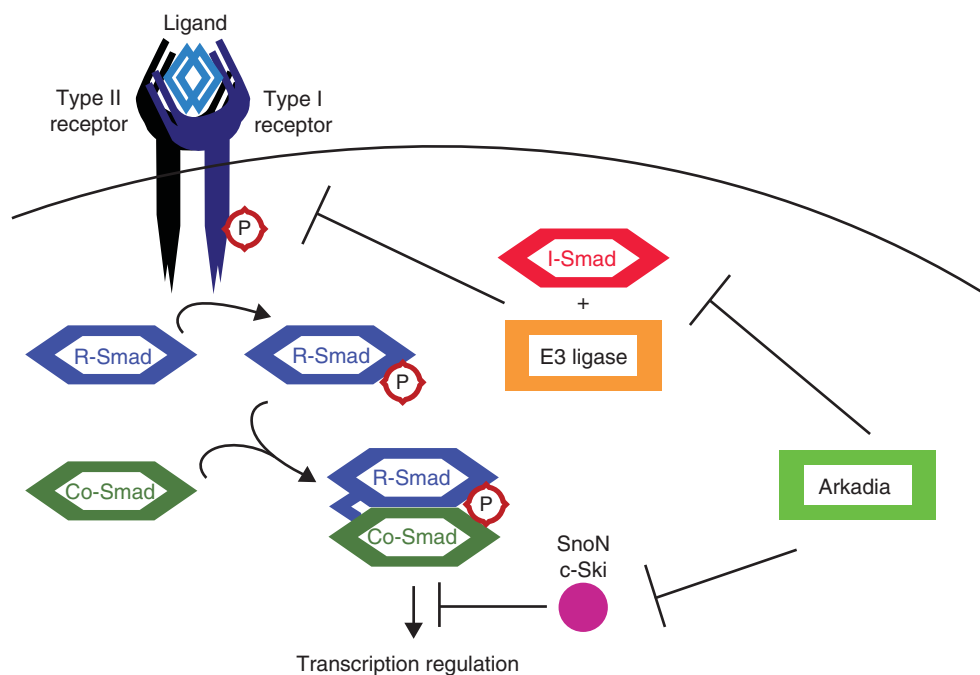 Ligand
Type II
receptor
Type I
receptor
P
I-Smad
+
E3 ligase
R-Smad
R-Smad
P
Co-Smad
R-Smad
P
Co-Smad
Arkadia
SnoN
c-Ski
Transcription regulation